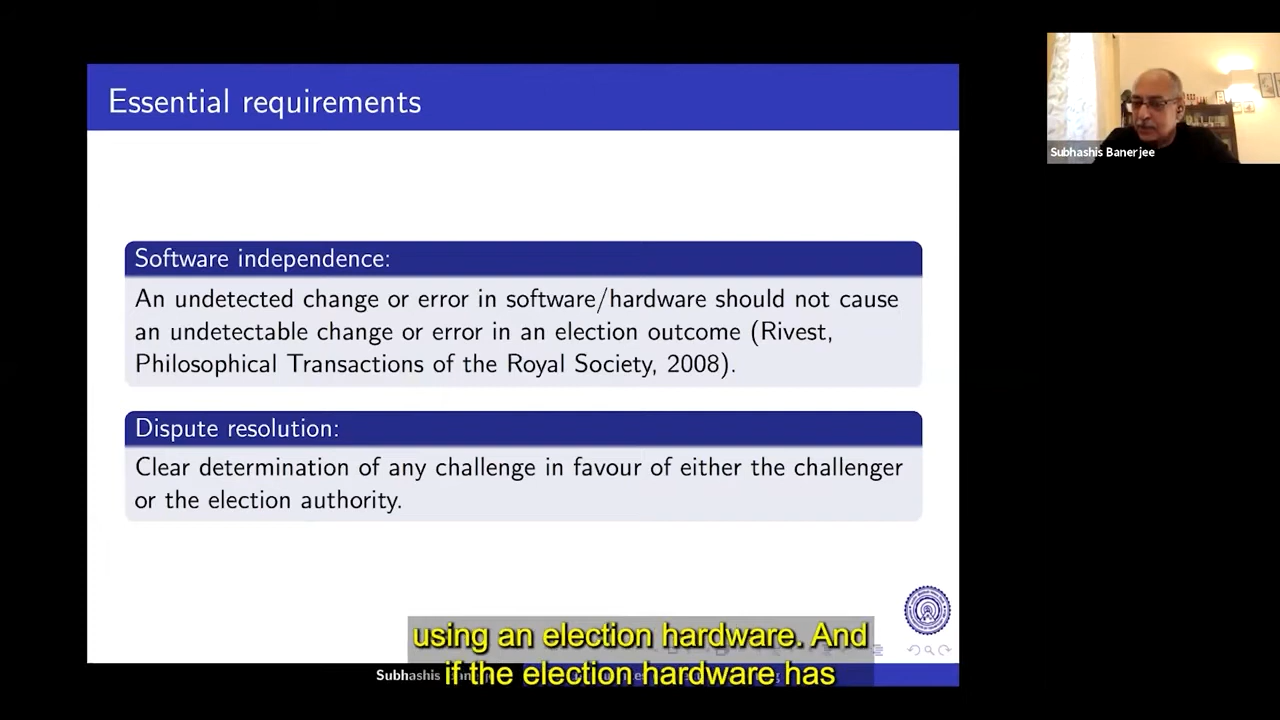 Essential requirements
Subhashis Banerjee
Software independence:
An undetected change or error in software/hardware should not cause
an undetectable change or error in an election outcome (Rivest,
Philosophical Transactions of the Royal Society, 2008).
Dispute resolution:
Clear determination of any challenge in favour of either the challenger
or the election authority.
using an election hardware. And
if the election hardware has
Subhashis